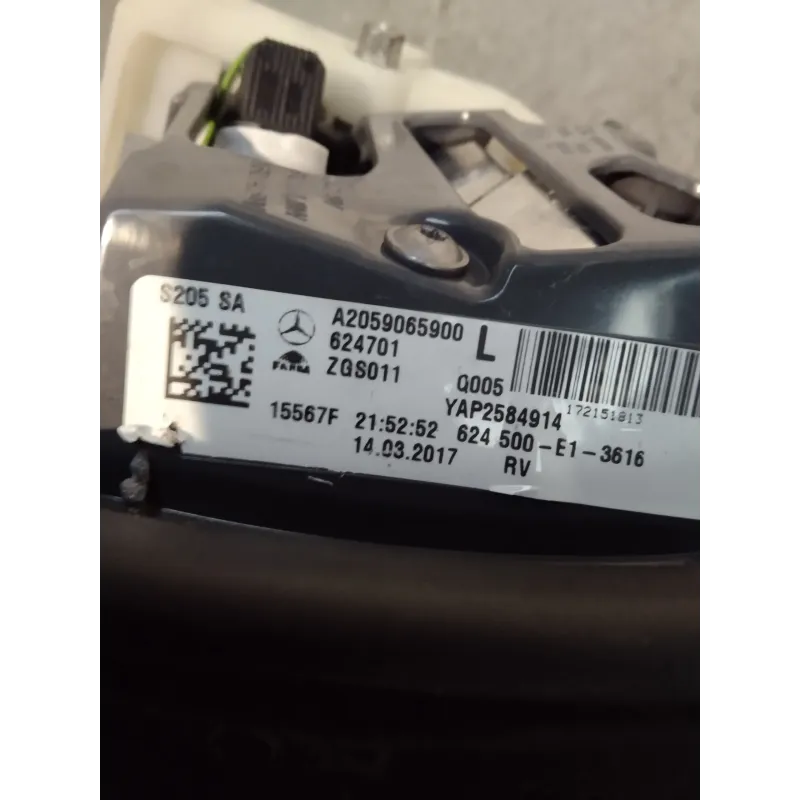 S205 SA
A2059065900 L
624701
FARBA ZGS011 Q005
YAP2584914 172151813
15567F 21:52:52 624 500-E1-3616
14.03.2017 RV